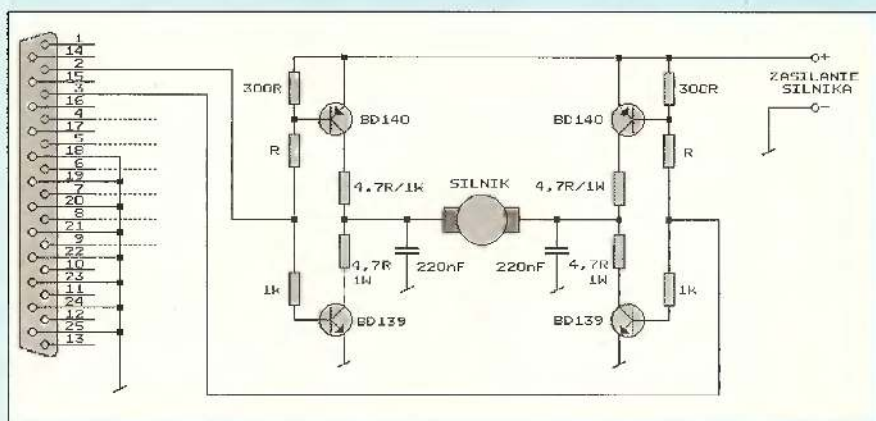 1
14
2
15
3
16
4
17
5
18
6
19
7
20
8
21
9
22
10
23
11
24
12
25
13
300R
BD140
R
4.7R/1W
SILNIK
4,7R/1W
BD140
300R
R
+
ZASILANIE
SILNIKA
-
4,7R
1W
220nF
220nF
4,7R
1W
1k
BD139
BD139
1k